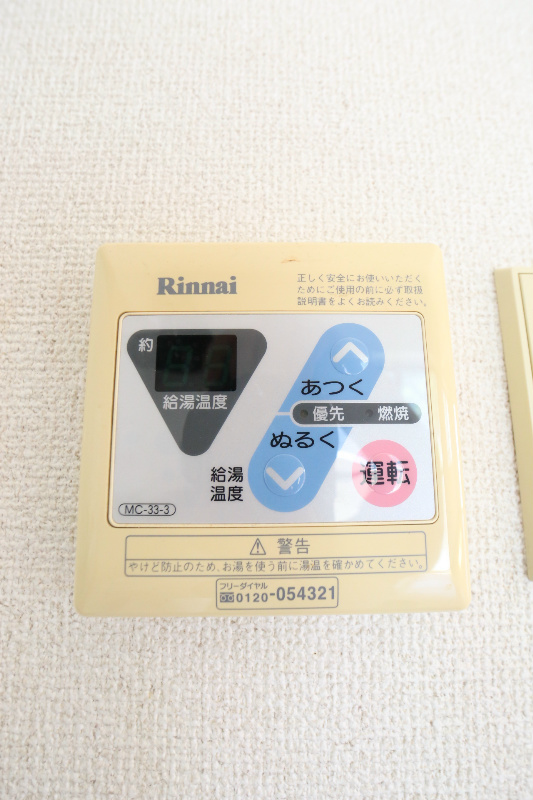 Rinnai
正しく安全にお使いいただく
ためにご使用の前に必ず取扱
説明書をよくお読みください。
約
給湯温度
あつく
優先 燃焼
ぬるく
給湯
温度
運転
MC-33-3
⚠ 警告
やけど防止のため、お湯を使う前に湯温を確かめてください。
フリーダイヤル
0120-054321